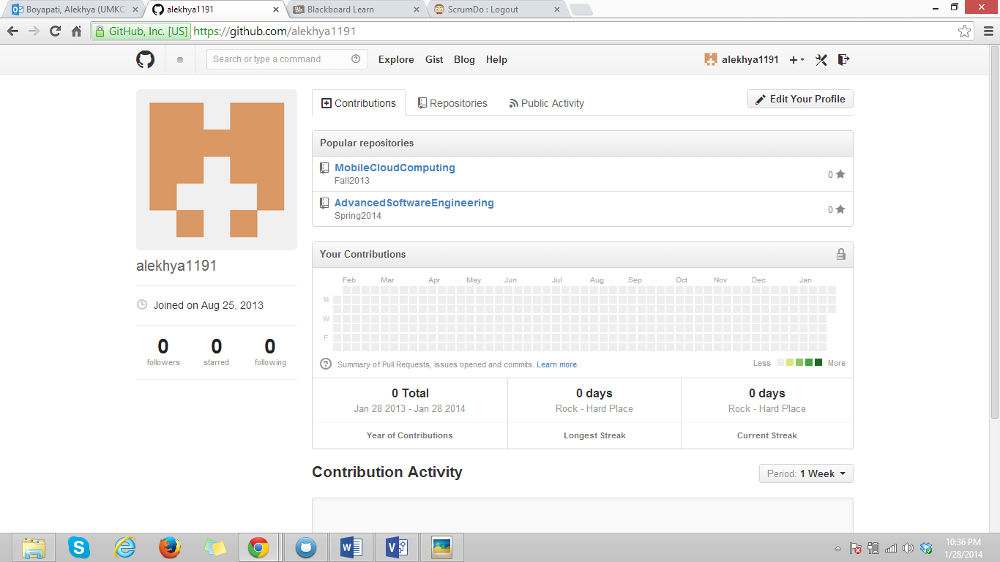 Boyapati, Alekhya (UMKC
alekhya1191
Blackboard Learn
ScrumDo : Logout
GitHub, Inc. [US] https://github.com/alekhya1191
Search or type a command
Explore Gist Blog Help
alekhya1191
Contributions Repositories Public Activity
Edit Your Profile
Popular repositories
MobileCloudComputing
Fall2013
0
AdvancedSoftwareEngineering
Spring2014
0
alekhya1191
Joined on Aug 25, 2013
0 0 0
followers starred following
Your Contributions
Feb Mar Apr May Jun Jul Aug Sep Oct Nov Dec Jan
M
W
F
Summary of Pull Requests, issues opened and commits. Learn more.
Less More
0 Total
Jan 28 2013 - Jan 28 2014
Year of Contributions
0 days
Rock - Hard Place
Longest Streak
0 days
Rock - Hard Place
Current Streak
Contribution Activity
Period: 1 Week
10:36 PM
1/28/2014